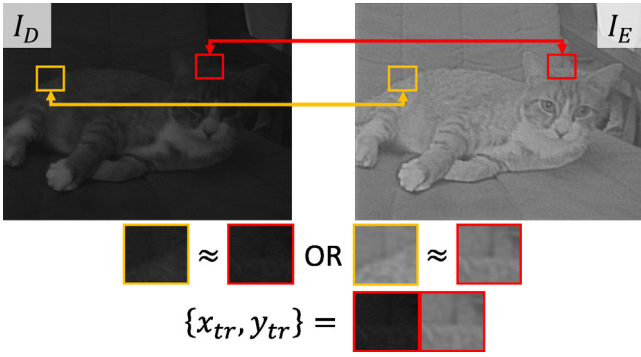 I_D I_E
≈ OR ≈
{x_tr, y_tr} =